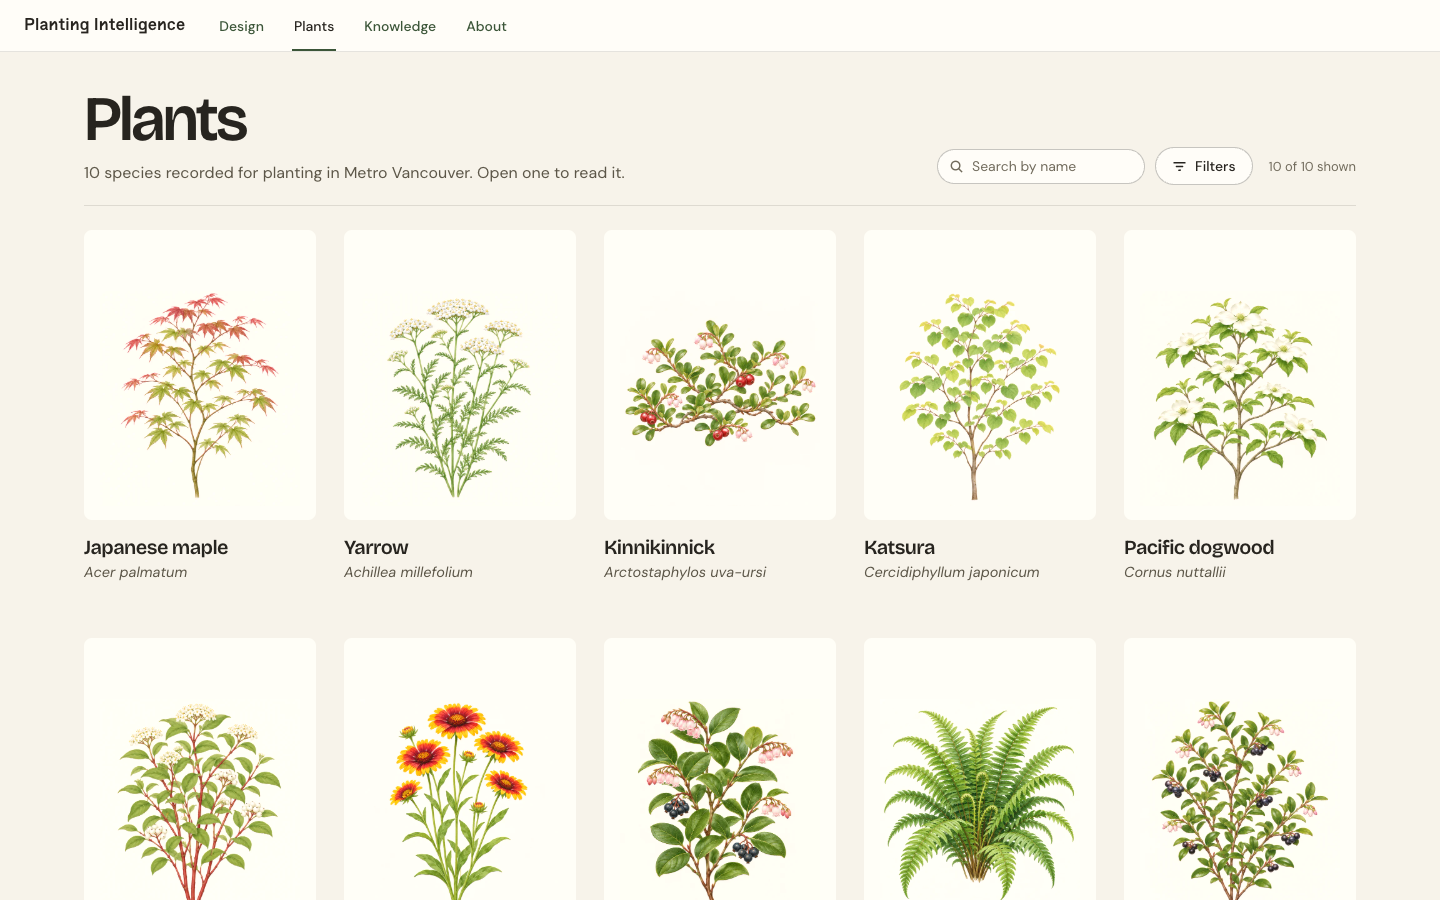 Planting Intelligence
Design
Plants
Knowledge
About
Plants
10 species recorded for planting in Metro Vancouver. Open one to read it.
Search by name
Filters
10 of 10 shown
Japanese maple
Acer palmatum
Yarrow
Achillea millefolium
Kinnikinnick
Arctostaphylos uva-ursi
Katsura
Cercidiphyllum japonicum
Pacific dogwood
Cornus nuttallii